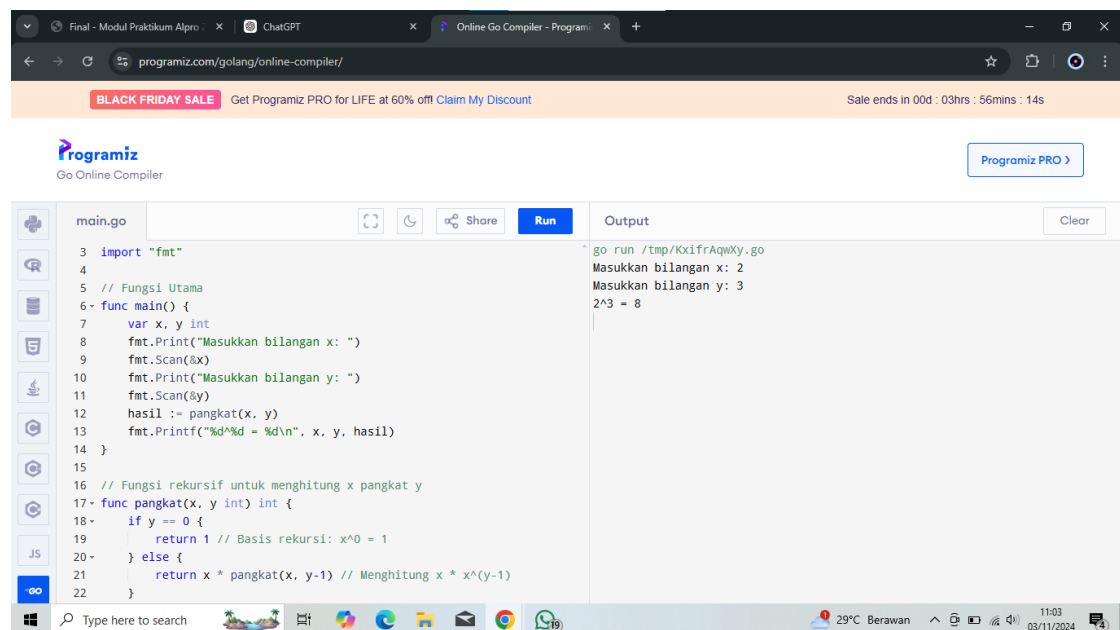 Final - Modul Praktikum Alpro
ChatGPT
Online Go Compiler - Programi
programiz.com/golang/online-compiler/
BLACK FRIDAY SALE Get Programiz PRO for LIFE at 60% off! Claim My Discount
Sale ends in 00d : 03hrs : 56mins : 14s
Programiz
Go Online Compiler
Programiz PRO >
main.go
Share
Run
Output
Clear
3 import "fmt"
4
5 // Fungsi Utama
6 func main() {
7 var x, y int
8 fmt.Print("Masukkan bilangan x: ")
9 fmt.Scan(&x)
10 fmt.Print("Masukkan bilangan y: ")
11 fmt.Scan(&y)
12 hasil := pangkat(x, y)
13 fmt.Printf("%d^%d = %d\n", x, y, hasil)
14 }
15
16 // Fungsi rekursif untuk menghitung x pangkat y
17 func pangkat(x, y int) int {
18 if y == 0 {
19 return 1 // Basis rekursi: x^0 = 1
20 } else {
21 return x * pangkat(x, y-1) // Menghitung x * x^(y-1)
22 }
go run /tmp/KxifrAqwXy.go
Masukkan bilangan x: 2
Masukkan bilangan y: 3
2^3 = 8
JS
GO
Type here to search
19
29°C Berawan
11:03
03/11/2024
4